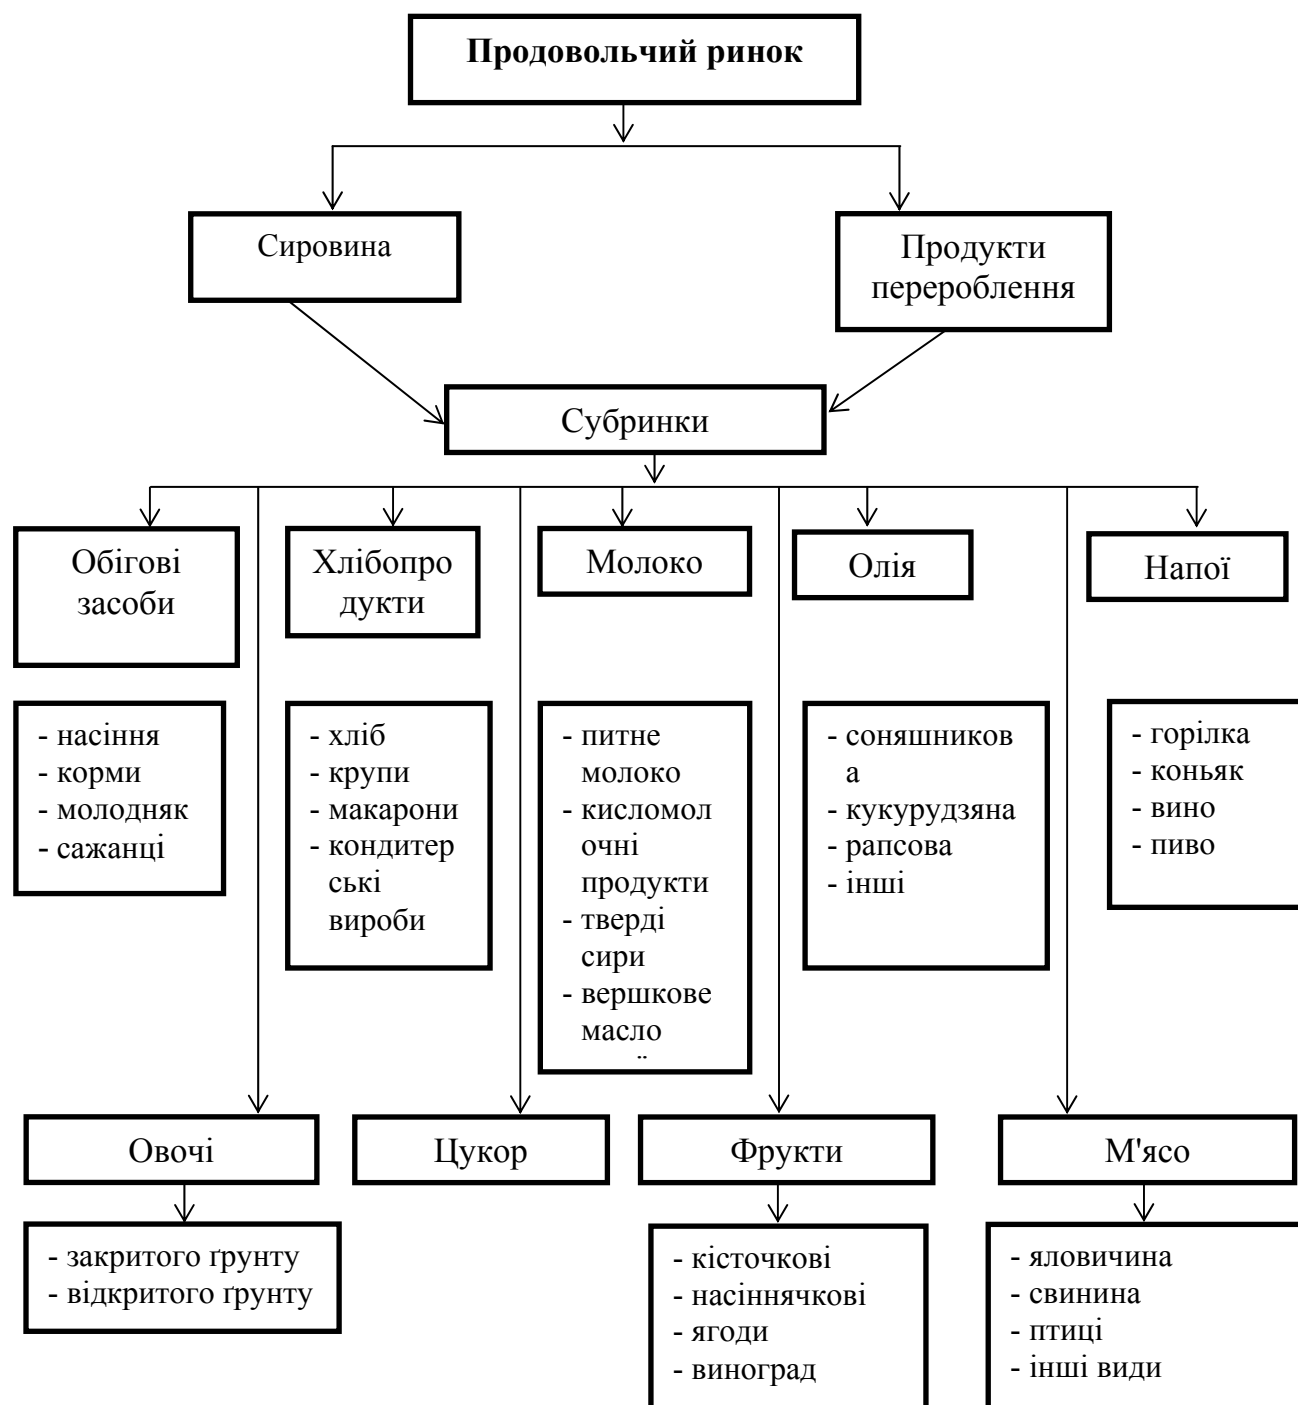 Продовольчий ринок
Сировина
Продукти
перероблення
Субринки
Обігові
засоби
Хлібопро
дукти
Молоко
Олія
Напої
- насіння
- корми
- молодняк
- сажанці
- хліб
- крупи
- макарони
- кондитер
ські
вироби
- питне
молоко
- кисломол
очні
продукти
- тверді
сири
- вершкове
масло
- соняшников
а
- кукурудзяна
- рапсова
- інші
- горілка
- коньяк
- вино
- пиво
Овочі
Цукор
Фрукти
М'ясо
- закритого ґрунту
- відкритого ґрунту
- кісточкові
- насіннячкові
- ягоди
- виноград
- яловичина
- свинина
- птиці
- інші види